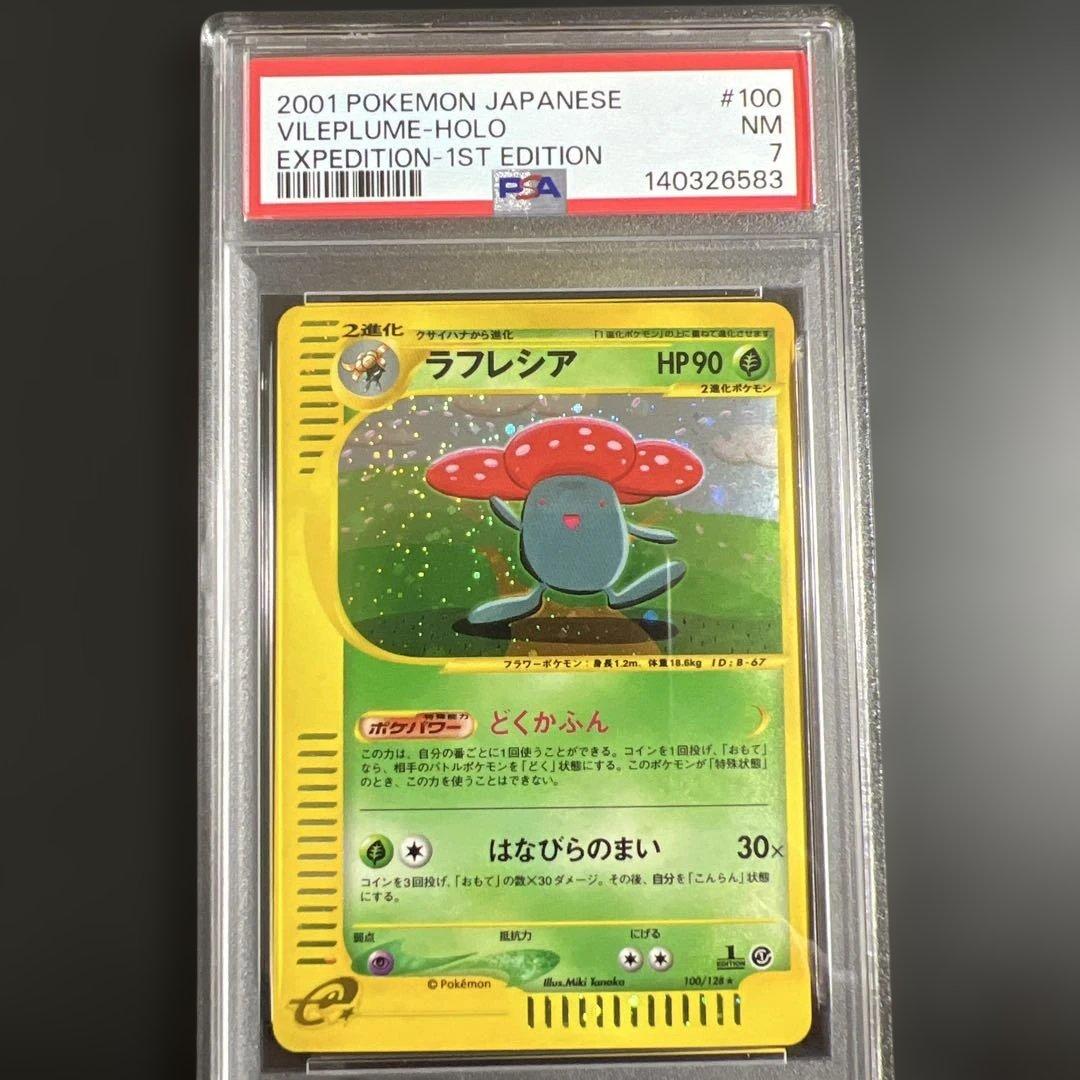 2001 POKEMON JAPANESE #100
VILEPLUME-HOLO NM
EXPEDITION-1ST EDITION 7
PSA 140326583
2進化 クサイハナから進化 「1進化ポケモン」の上に重ねて進化させます
ラフレシア HP90
2進化ポケモン
フラワーポケモン:身長1.2m、体重18.6kg ID:B-67
特殊能力
ポケパワー どくかふん
この力は、自分の番ごとに1回使うことができる。コインを1回投げ、「おもて」
なら、相手のバトルポケモンを「どく」状態にする。このポケモンが「特殊状態」
のとき、この力を使うことはできない。
はなびらのまい 30×
コインを3回投げ、「おもて」の数×30ダメージ。その後、自分を「こんらん」状態
にする。
弱点 抵抗力 にげる
1
EDITION
© Pokémon Illus.Miki Tanaka 100/128★
e